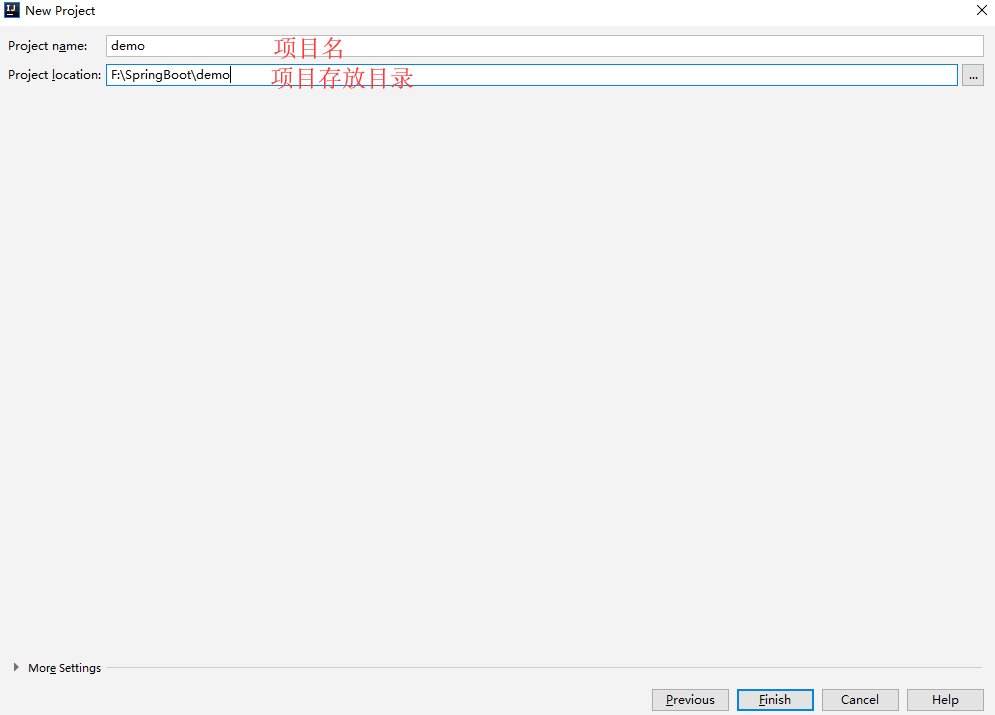 New Project
Project name: demo 项目名
Project location: F:\SpringBoot\demo 项目存放目录
...
More Settings
Previous Finish Cancel Help